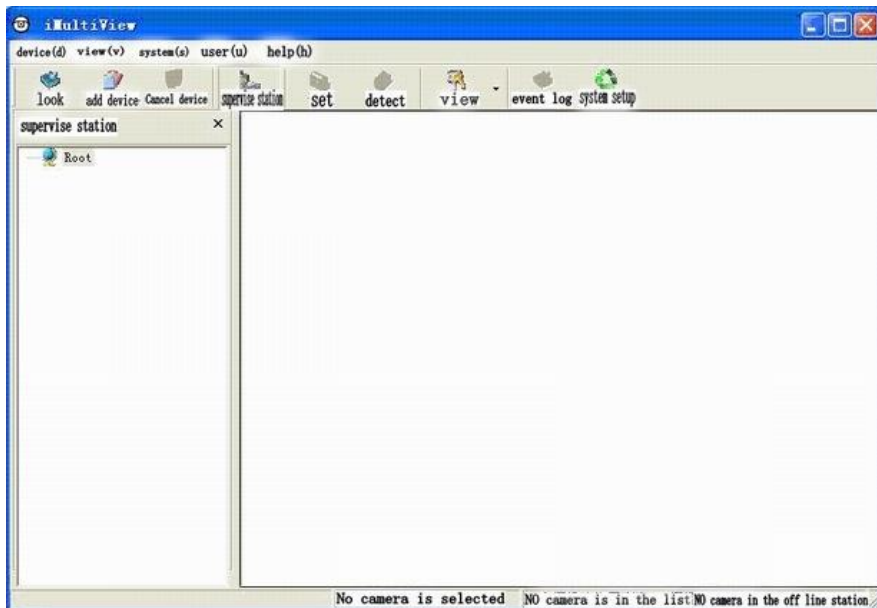 iMultiView
device(d) view(v) system(s) user(u) help(h)
look add device Cancel device supervise station set detect view event log system setup
supervise station ×
Root
No camera is selected NO camera is in the list NO camera in the off line station